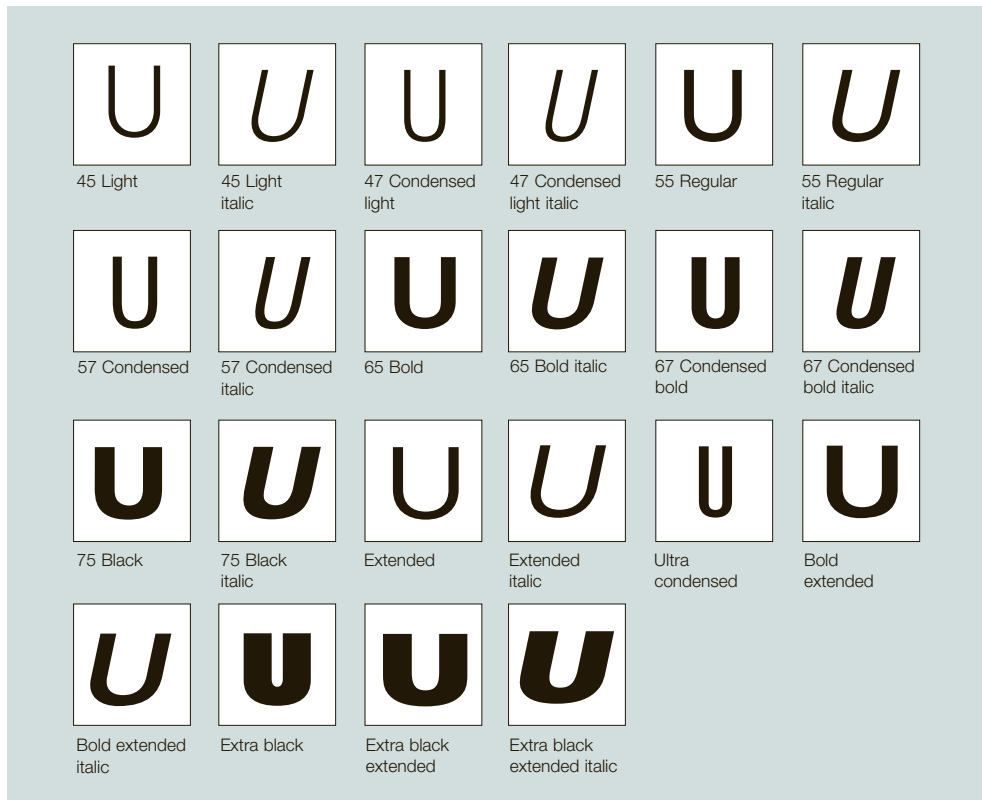 U U U U U U
45 Light
45 Light
italic
47 Condensed
light
47 Condensed
light italic
55 Regular
55 Regular
italic
U U U U U U
57 Condensed
57 Condensed
italic
65 Bold
65 Bold italic
67 Condensed
bold
67 Condensed
bold italic
U U U U U U
75 Black
75 Black
italic
Extended
Extended
italic
Ultra
condensed
Bold
extended
U U U U
Bold extended
italic
Extra black
Extra black
extended
Extra black
extended italic